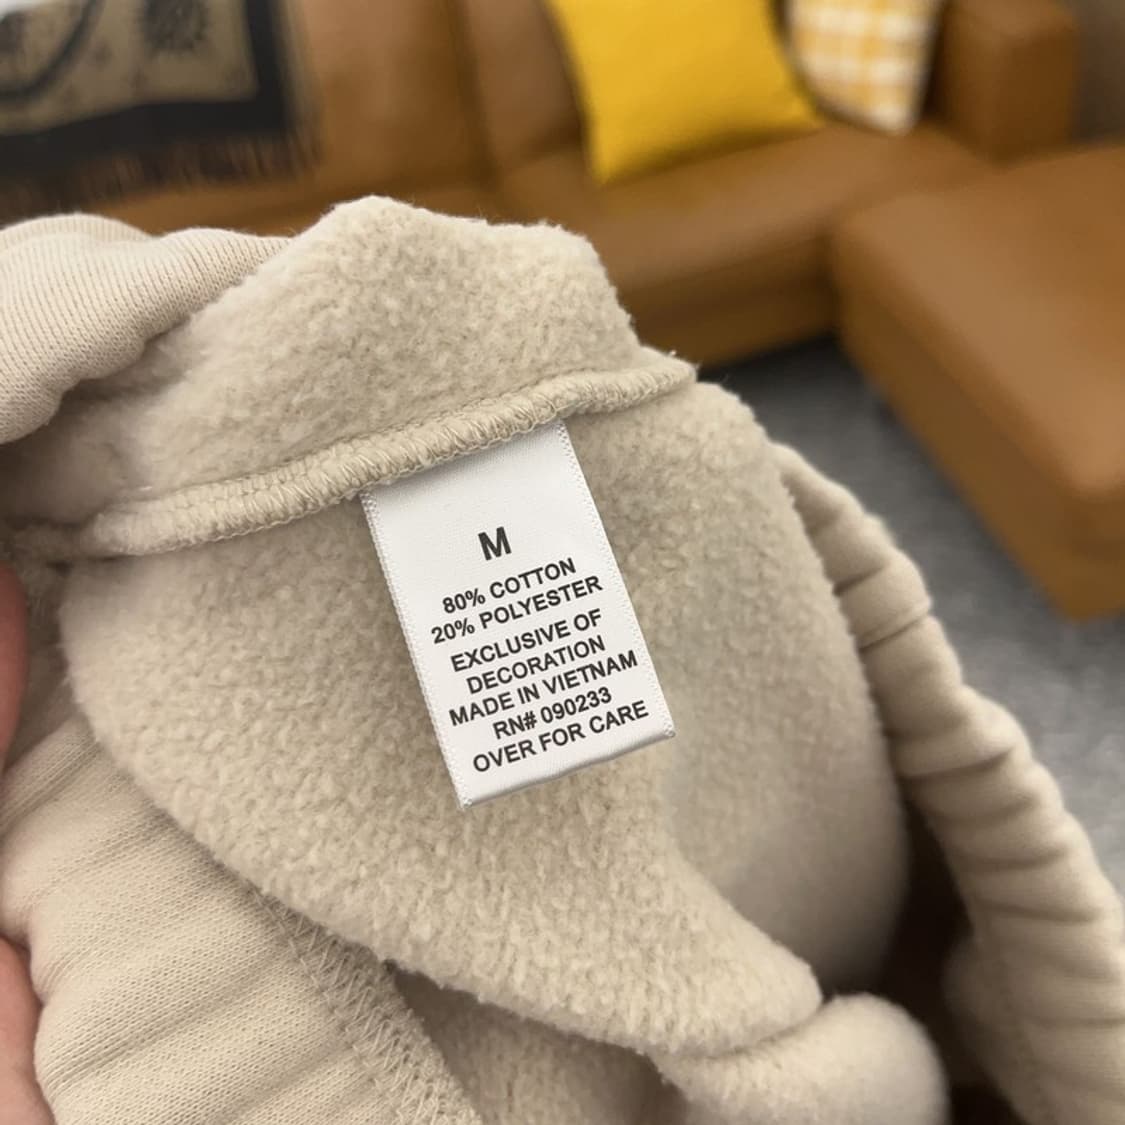 M
80% COTTON
20% POLYESTER
EXCLUSIVE OF
DECORATION
MADE IN VIETNAM
RN# 090233
OVER FOR CARE